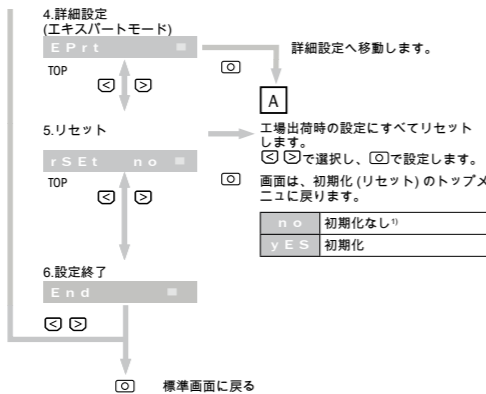 4.詳細設定
(エキスパートモード)
EPrt
詳細設定へ移動します。
TOP
A
5.リセット
工場出荷時の設定にすべてリセット
します。
で選択し、で設定します。
rSEt no
TOP
画面は、初期化 (リセット) のトップメ
ニュに戻ります。
no 初期化なし1)
yES 初期化
6.設定終了
End
標準画面に戻る